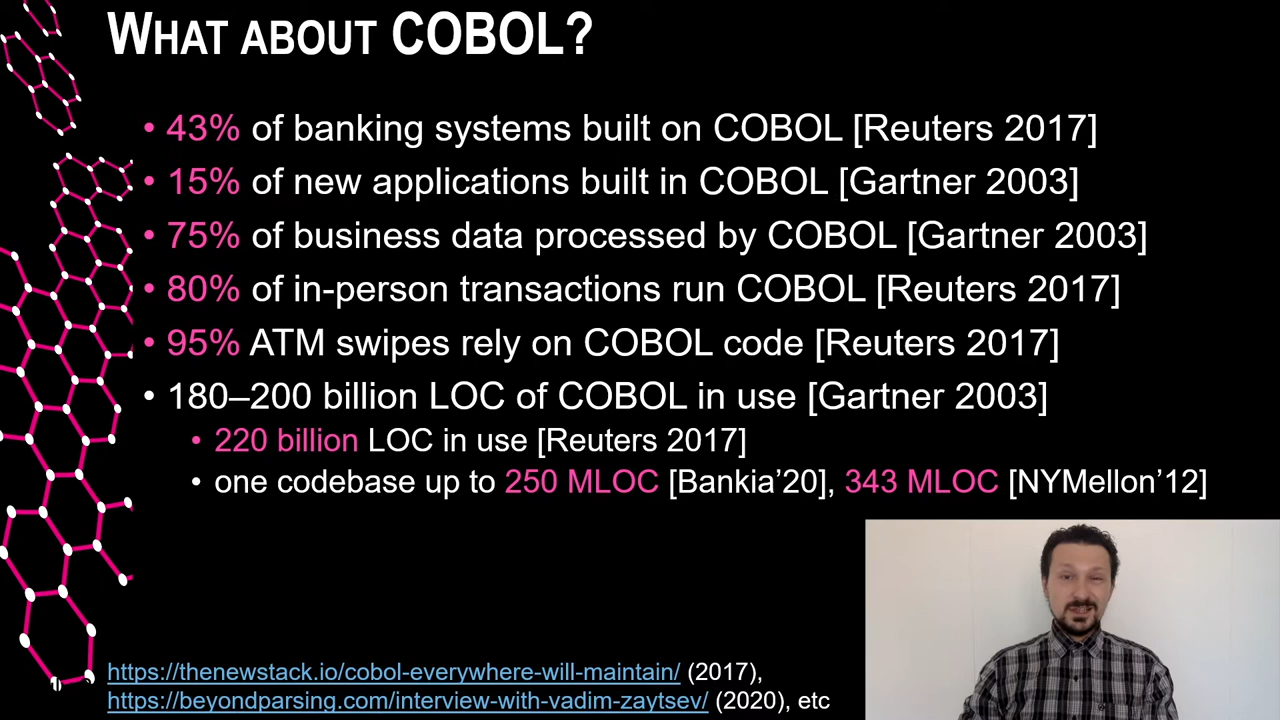 WHAT ABOUT COBOL?
• 43% of banking systems built on COBOL [Reuters 2017]
• 15% of new applications built in COBOL [Gartner 2003]
• 75% of business data processed by COBOL [Gartner 2003]
• 80% of in-person transactions run COBOL [Reuters 2017]
• 95% ATM swipes rely on COBOL code [Reuters 2017]
• 180–200 billion LOC of COBOL in use [Gartner 2003]
• 220 billion LOC in use [Reuters 2017]
• one codebase up to 250 MLOC [Bankia’20], 343 MLOC [NYMellon’12]
https://thenewstack.io/cobol-everywhere-will-maintain/ (2017),
https://beyondparsing.com/interview-with-vadim-zaytsev/ (2020), etc